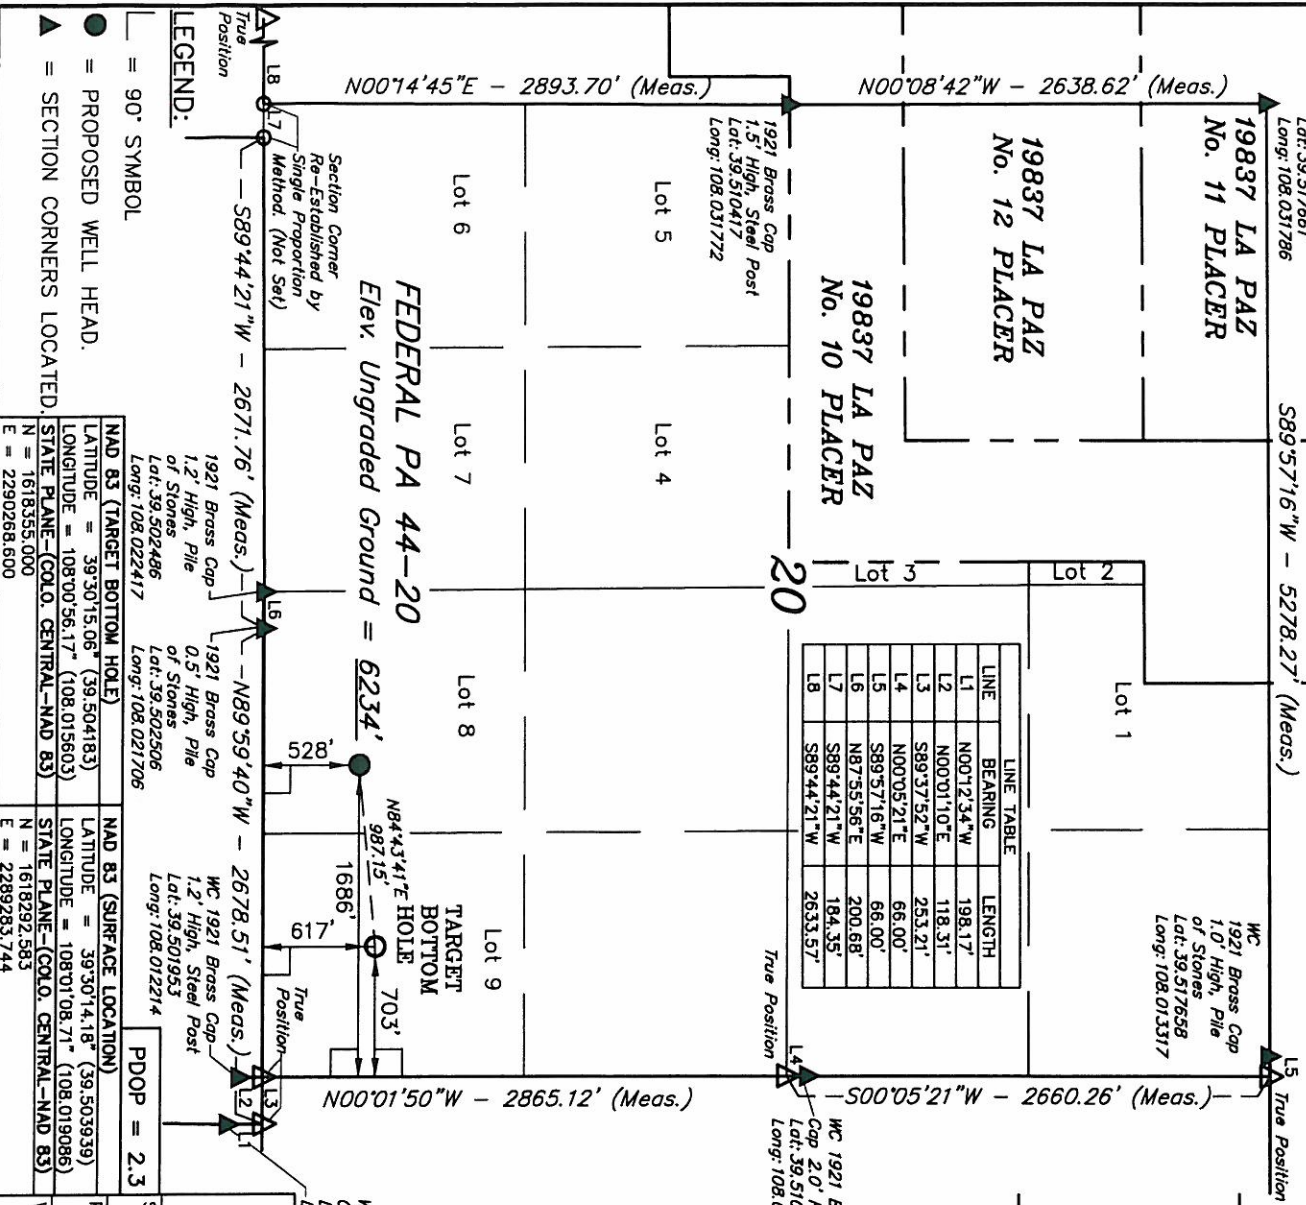 S89°57'16"W - 5278.27' (Meas.)
Long:108.031786
19837 LA PAZ
No. 11 PLACER
19837 LA PAZ
No. 12 PLACER
19837 LA PAZ
No. 10 PLACER
N00°08'42"W - 2638.62' (Meas.)
N00°14'45"E - 2893.70' (Meas.)
1921 Brass Cap
1.5' High, Steel Post
Lat:39.510417
Long:108.031772
Lot 1
Lot 2
Lot 3
20
WC
1921 Brass Cap
1.0' High, Pile
of Stones
Lat:39.517658
Long:108.013317
L5
True Position
LINE TABLE
LINE BEARING LENGTH
L1 N00°12'34"W 198.17'
L2 N00°01'10"E 118.31'
L3 S89°37'52"W 253.21'
L4 N00°05'21"E 66.00'
L5 S89°57'16"W 66.00'
L6 N87°55'56"E 200.68'
L7 S89°44'21"W 184.35'
L8 S89°44'21"W 2633.57'
S00°05'21"W - 2660.26' (Meas.)
True Position
L4
WC 1921
Cap 2.0'
Lot 5
Lot 4
Lot 6
Lot 7
Lot 8
Lot 9
FEDERAL PA 44-20
Elev. Ungraded Ground = 6234'
TARGET
BOTTOM
HOLE
N84°43'41"E
987.15'
528'
1686'
617'
703'
N00°01'50"W - 2865.12' (Meas.)
Section Corner
Re-Established by
Single Proportion
Method. (Not Set)
True
Position
L8
L7
S89°44'21"W - 2671.76' (Meas.)
L6
N89°59'40"W - 2678.51' (Meas.)
True
Position
L3
L2
L1
1921 Brass Cap
1.2' High, Pile
of Stones
Lat:39.502486
Long:108.022417
1921 Brass Cap
0.5' High, Pile
of Stones
Lat:39.502506
Long:108.021706
WC 1921 Brass Cap
1.2' High, Steel Post
Lat:39.501953
Long:108.012214
LEGEND:
= 90° SYMBOL
= PROPOSED WELL HEAD.
= SECTION CORNERS LOCATED.
PDOP = 2.3
NAD 83 (TARGET BOTTOM HOLE)
LATITUDE = 39°30'15.06" (39.504183)
LONGITUDE = 108°00'56.17" (108.015603)
STATE PLANE-(COLO. CENTRAL-NAD 83)
N = 1618355.000
E = 2290268.600
NAD 83 (SURFACE LOCATION)
LATITUDE = 39°30'14.18" (39.503939)
LONGITUDE = 108°01'08.71" (108.019086)
STATE PLANE-(COLO. CENTRAL-NAD 83)
N = 1618292.583
E = 2289283.744